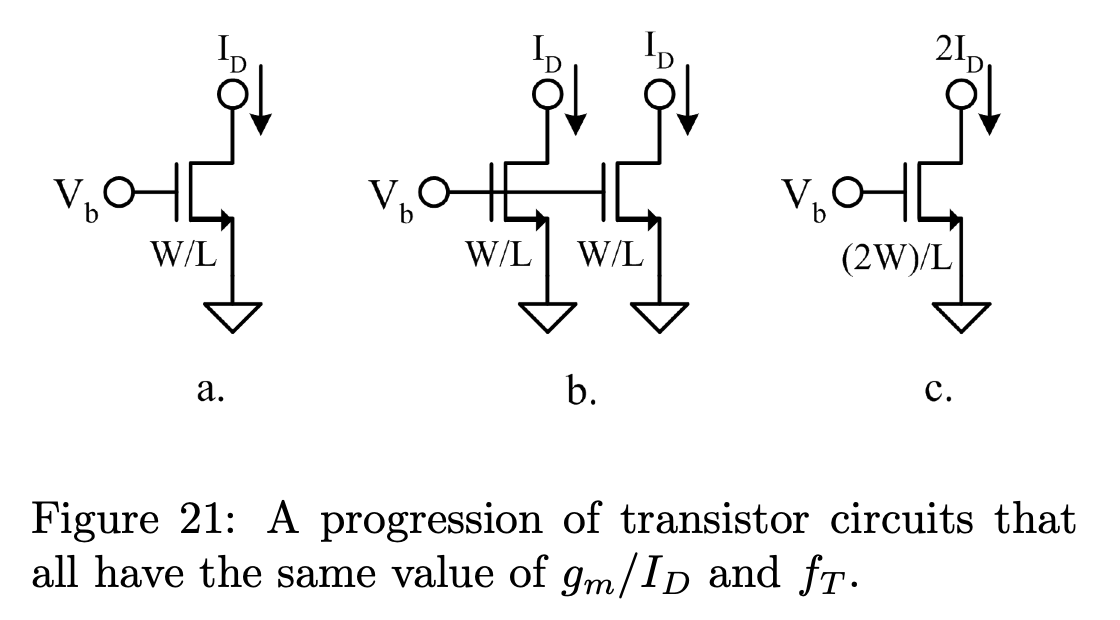 I_D I_D I_D 2I_D
V_b V_b V_b
W/L W/L W/L (2W)/L
a. b. c.
Figure 21: A progression of transistor circuits that
all have the same value of g_m/I_D and f_T.